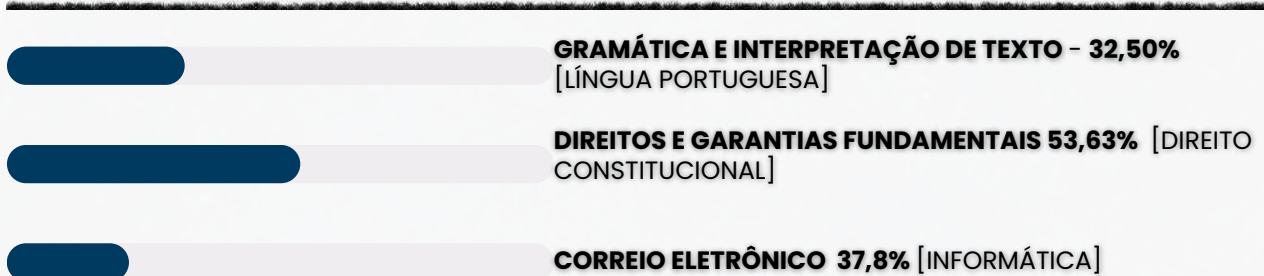 GRAMÁTICA E INTERPRETAÇÃO DE TEXTO - 32,50%
[LÍNGUA PORTUGUESA]
DIREITOS E GARANTIAS FUNDAMENTAIS 53,63% [DIREITO
CONSTITUCIONAL]
CORREIO ELETRÔNICO 37,8% [INFORMÁTICA]